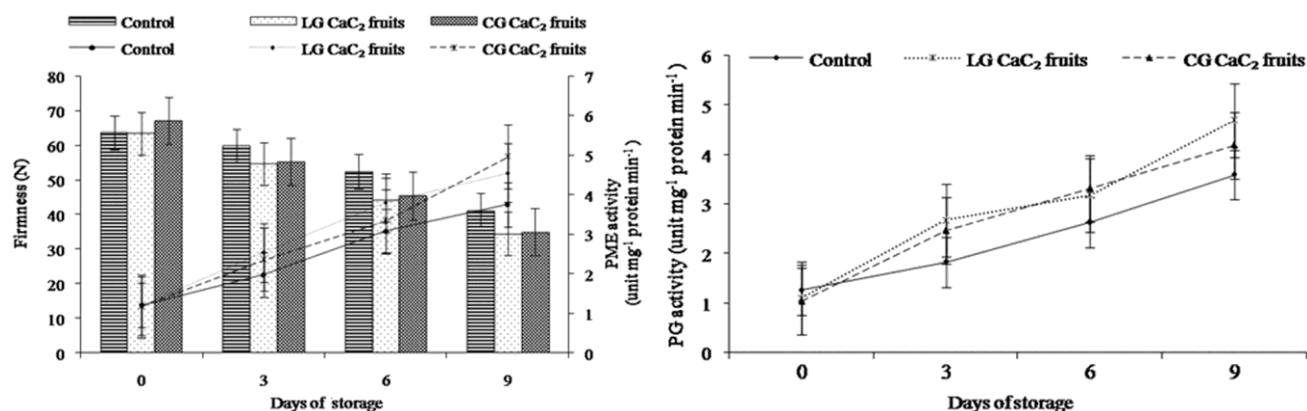 Control LG CaC₂ fruits CG CaC₂ fruits
Control LG CaC₂ fruits CG CaC₂ fruits
Firmness (N)
80
70
60
50
40
30
20
10
0
7
6
5
4
3
2
1
0
PME activity
(unit mg⁻¹ protein min⁻¹)
0 3 6 9
Days of storage
Control LG CaC₂ fruits CG CaC₂ fruits
PG activity (unit mg⁻¹ protein min⁻¹)
6
5
4
3
2
1
0
0 3 6 9
Days of storage